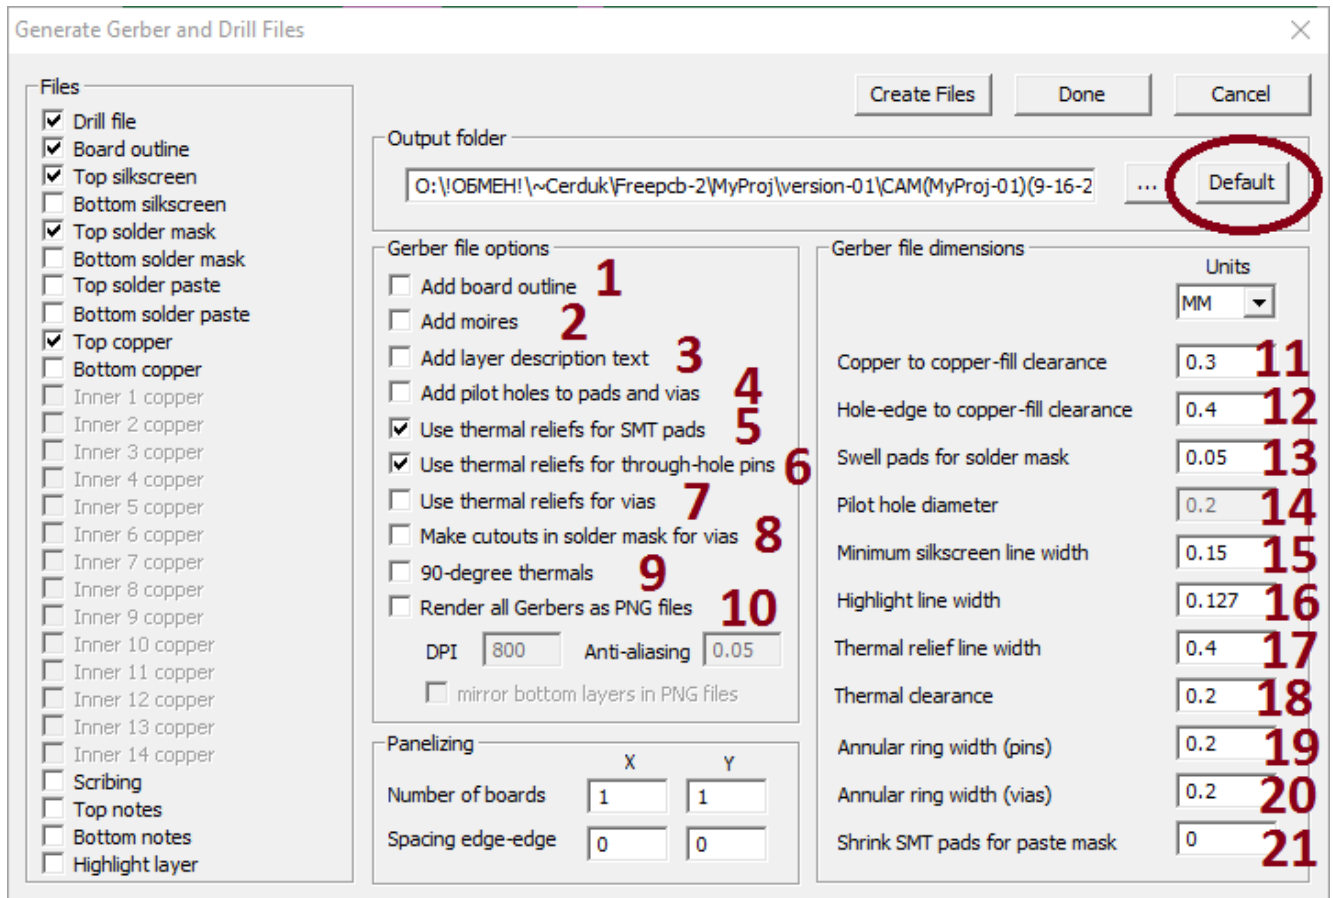 Generate Gerber and Drill Files
Create Files
Done
Cancel
Files
Drill file
Board outline
Top silkscreen
Bottom silkscreen
Top solder mask
Bottom solder mask
Top solder paste
Bottom solder paste
Top copper
Bottom copper
Inner 1 copper
Inner 2 copper
Inner 3 copper
Inner 4 copper
Inner 5 copper
Inner 6 copper
Inner 7 copper
Inner 8 copper
Inner 9 copper
Inner 10 copper
Inner 11 copper
Inner 12 copper
Inner 13 copper
Inner 14 copper
Scribing
Top notes
Bottom notes
Highlight layer
Output folder
O:\!ОБМЕН!\~Cerduk\Freepcb-2\MyProj\version-01\CAM(MyProj-01)(9-16-2
...
Default
Gerber file options
Add board outline 1
Add moires 2
Add layer description text 3
Add pilot holes to pads and vias 4
Use thermal reliefs for SMT pads 5
Use thermal reliefs for through-hole pins 6
Use thermal reliefs for vias 7
Make cutouts in solder mask for vias 8
90-degree thermals 9
Render all Gerbers as PNG files 10
DPI 800 Anti-aliasing 0.05
mirror bottom layers in PNG files
Panelizing
X Y
Number of boards 1 1
Spacing edge-edge 0 0
Gerber file dimensions
Units
MM
Copper to copper-fill clearance 0.3 11
Hole-edge to copper-fill clearance 0.4 12
Swell pads for solder mask 0.05 13
Pilot hole diameter 0.2 14
Minimum silkscreen line width 0.15 15
Highlight line width 0.127 16
Thermal relief line width 0.4 17
Thermal clearance 0.2 18
Annular ring width (pins) 0.2 19
Annular ring width (vias) 0.2 20
Shrink SMT pads for paste mask 0 21